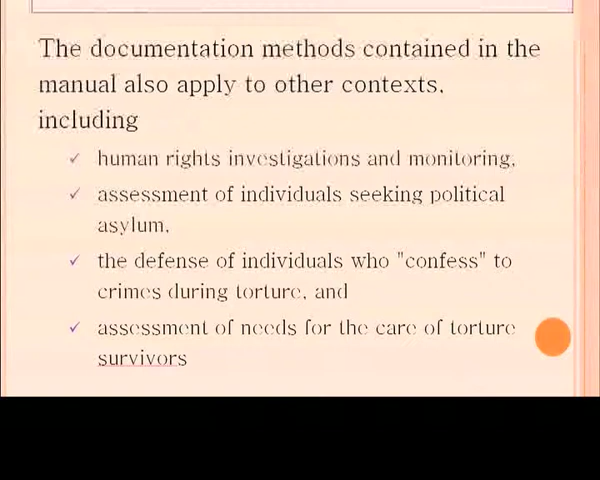 The documentation methods contained in the
manual also apply to other contexts,
including
✓ human rights investigations and monitoring,
✓ assessment of individuals seeking political
asylum,
✓ the defense of individuals who "confess" to
crimes during torture, and
✓ assessment of needs for the care of torture
survivors